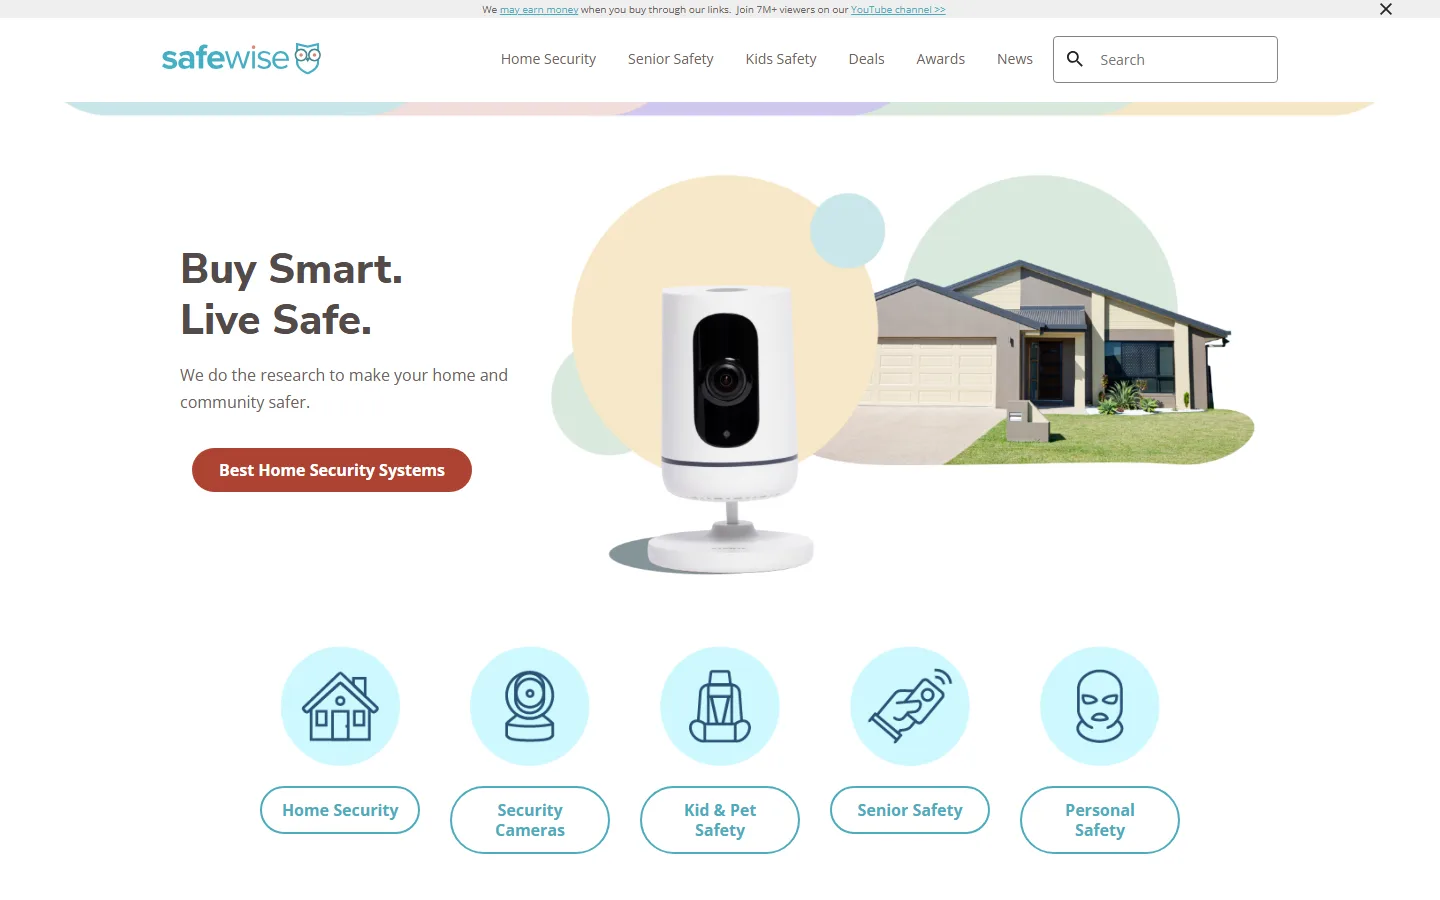 We may earn money when you buy through our links. Join 7M+ viewers on our YouTube channel >>
safewise
Home Security
Senior Safety
Kids Safety
Deals
Awards
News
Search
Buy Smart.
Live Safe.
We do the research to make your home and
community safer.
Best Home Security Systems
Home Security
Security
Cameras
Kid & Pet
Safety
Senior Safety
Personal
Safety